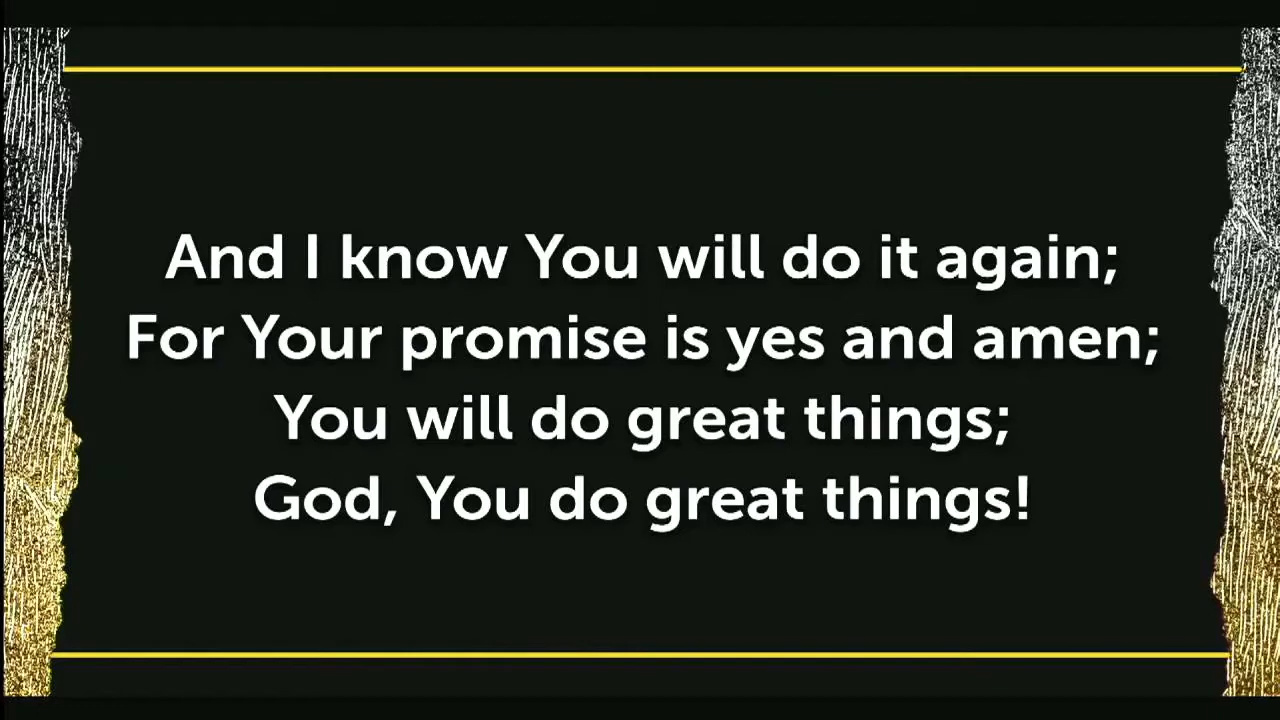 And I know You will do it again;
For Your promise is yes and amen;
You will do great things;
God, You do great things!